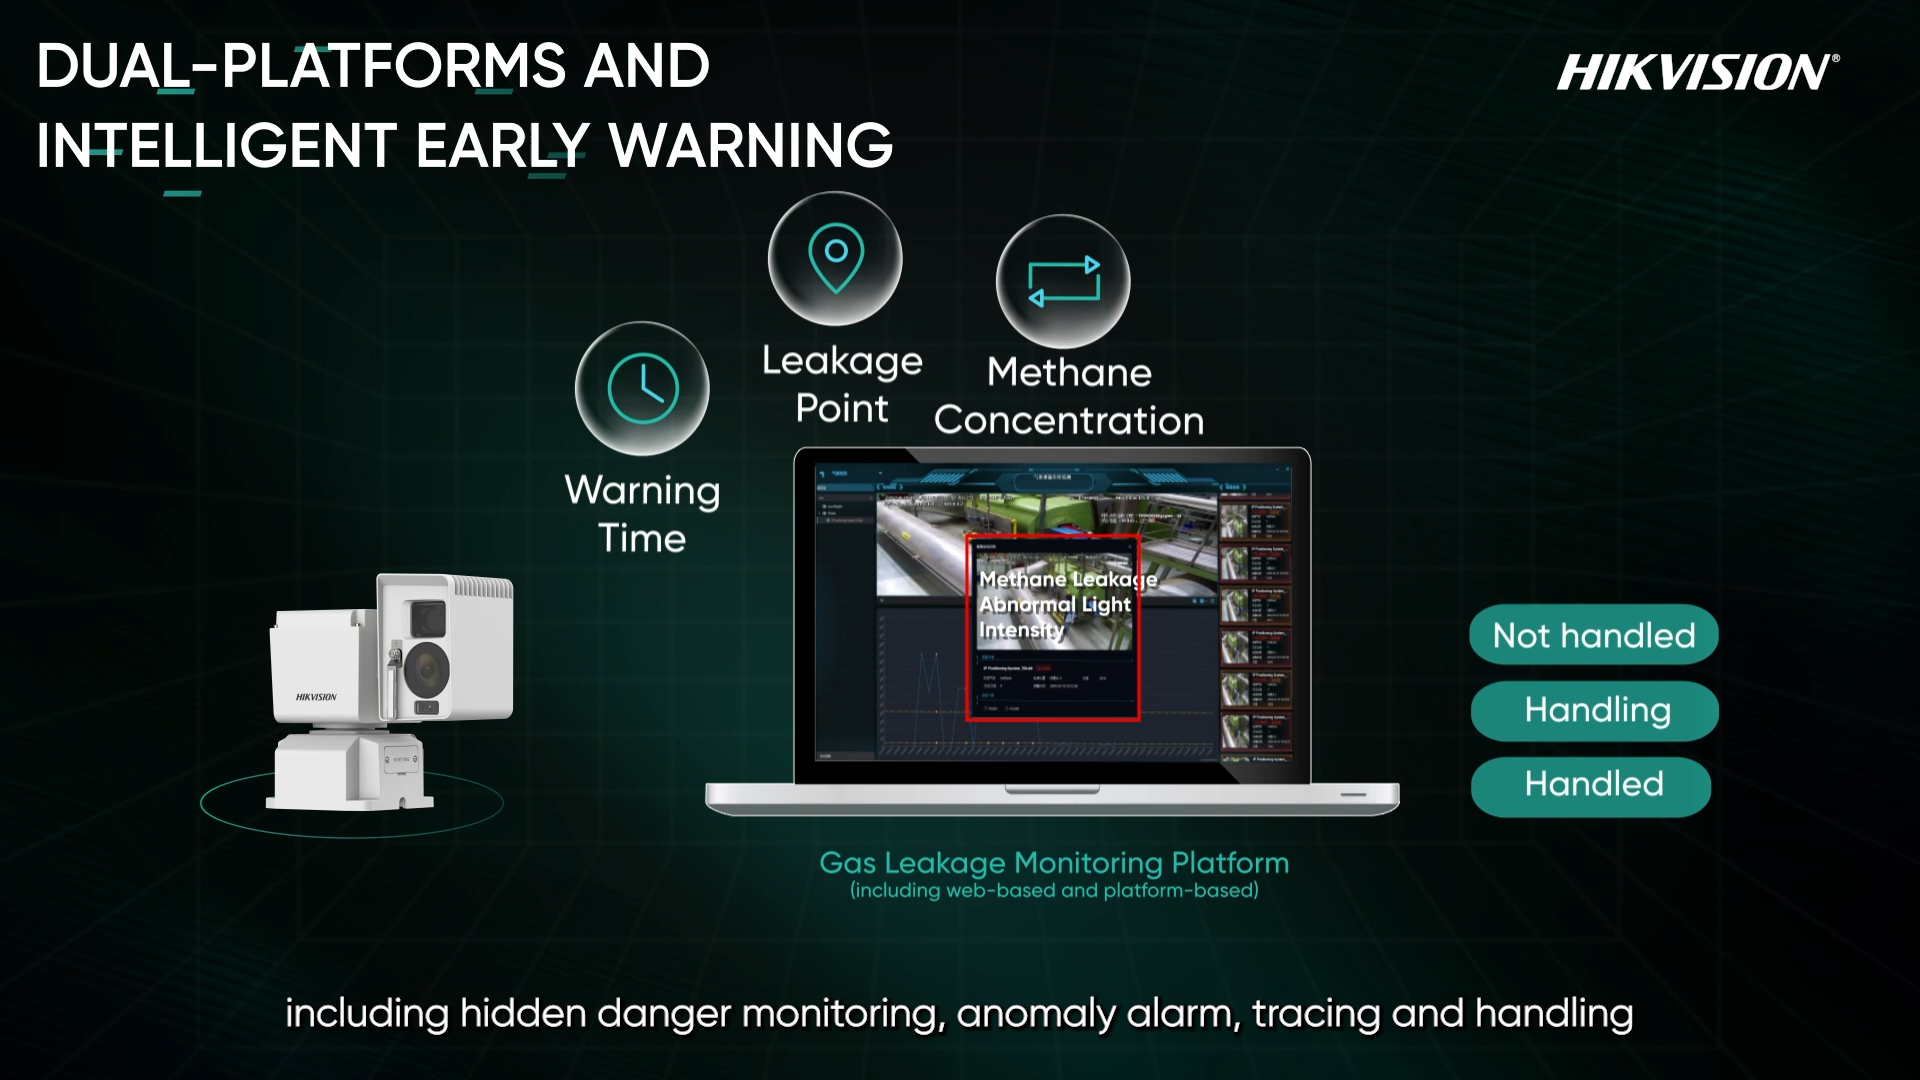 DUAL-PLATFORMS AND
INTELLIGENT EARLY WARNING
HIKVISION®
Leakage
Point
Methane
Concentration
Warning
Time
Methane Leakage
Abnormal Light
Intensity
HIKVISION
Not handled
Handling
Handled
Gas Leakage Monitoring Platform
(including web-based and platform-based)
including hidden danger monitoring, anomaly alarm, tracing and handling